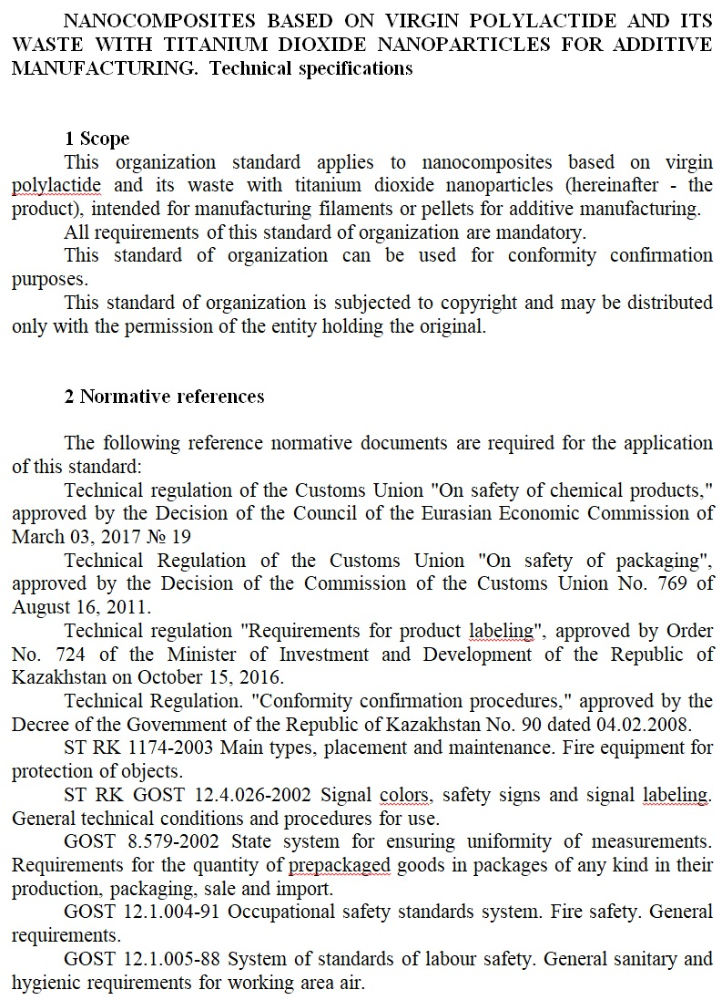 NANOCOMPOSITES BASED ON VIRGIN POLYLACTIDE AND ITS
WASTE WITH TITANIUM DIOXIDE NANOPARTICLES FOR ADDITIVE
MANUFACTURING. Technical specifications
1 Scope
This organization standard applies to nanocomposites based on virgin
polylactide and its waste with titanium dioxide nanoparticles (hereinafter - the
product), intended for manufacturing filaments or pellets for additive manufacturing.
All requirements of this standard of organization are mandatory.
This standard of organization can be used for conformity confirmation
purposes.
This standard of organization is subjected to copyright and may be distributed
only with the permission of the entity holding the original.
2 Normative references
The following reference normative documents are required for the application
of this standard:
Technical regulation of the Customs Union "On safety of chemical products,"
approved by the Decision of the Council of the Eurasian Economic Commission of
March 03, 2017 № 19
Technical Regulation of the Customs Union "On safety of packaging",
approved by the Decision of the Commission of the Customs Union No. 769 of
August 16, 2011.
Technical regulation "Requirements for product labeling", approved by Order
No. 724 of the Minister of Investment and Development of the Republic of
Kazakhstan on October 15, 2016.
Technical Regulation. "Conformity confirmation procedures," approved by the
Decree of the Government of the Republic of Kazakhstan No. 90 dated 04.02.2008.
ST RK 1174-2003 Main types, placement and maintenance. Fire equipment for
protection of objects.
ST RK GOST 12.4.026-2002 Signal colors, safety signs and signal labeling.
General technical conditions and procedures for use.
GOST 8.579-2002 State system for ensuring uniformity of measurements.
Requirements for the quantity of prepackaged goods in packages of any kind in their
production, packaging, sale and import.
GOST 12.1.004-91 Occupational safety standards system. Fire safety. General
requirements.
GOST 12.1.005-88 System of standards of labour safety. General sanitary and
hygienic requirements for working area air.